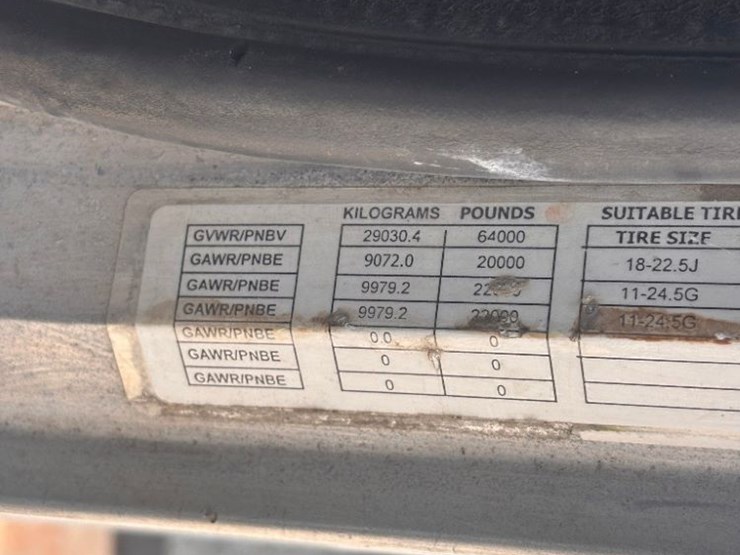 KILOGRAMS POUNDS SUITABLE TIRE
GVWR/PNBV 29030.4 64000 TIRE SIZE
GAWR/PNBE 9072.0 20000 18-22.5J
GAWR/PNBE 9979.2 11-24.5G
GAWR/PNBE 9979.2 22000 11-24.5G
GAWR/PNBE 0.0 0
GAWR/PNBE 0 0
GAWR/PNBE 0 0